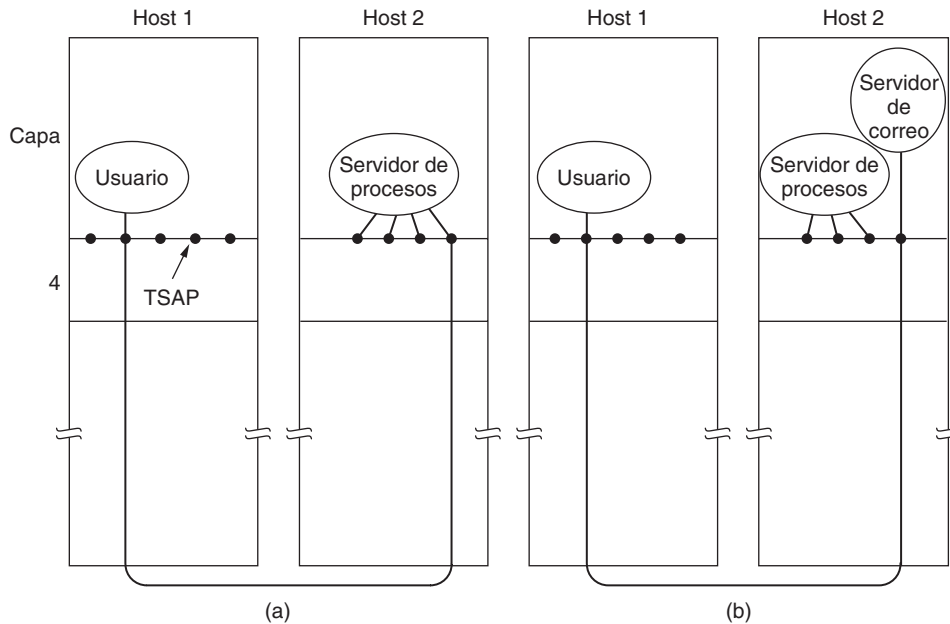 Host 1
Host 2
Host 1
Host 2
Capa
Usuario
Servidor de
procesos
Usuario
Servidor de
procesos
Servidor
de
correo
4
TSAP
(a)
(b)